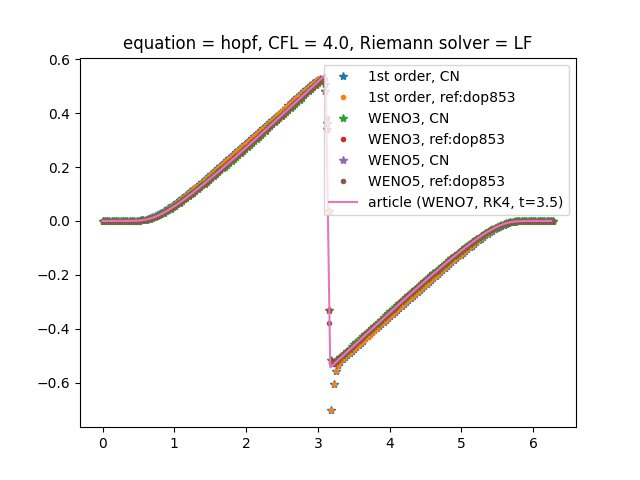 equation = hopf, CFL = 4.0, Riemann solver = LF
0.6
0.4
0.2
0.0
−0.2
−0.4
−0.6
0 1 2 3 4 5 6
1st order, CN
1st order, ref:dop853
WENO3, CN
WENO3, ref:dop853
WENO5, CN
WENO5, ref:dop853
article (WENO7, RK4, t=3.5)